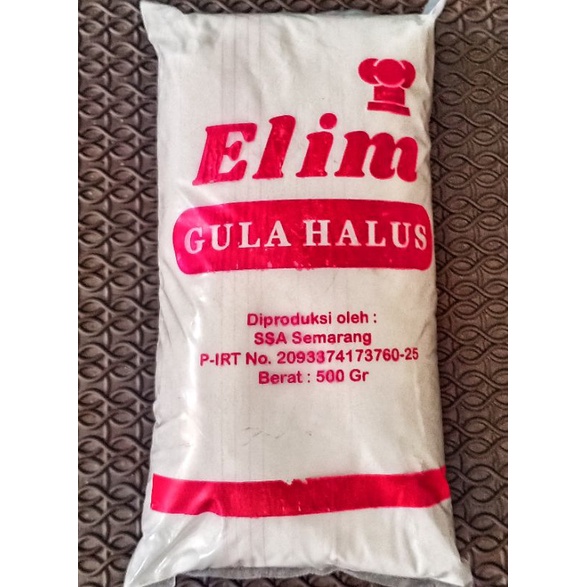 Elim
GULA HALUS
Diproduksi oleh :
SSA Semarang
P-IRT No. 2093374173760-25
Berat : 500 Gr